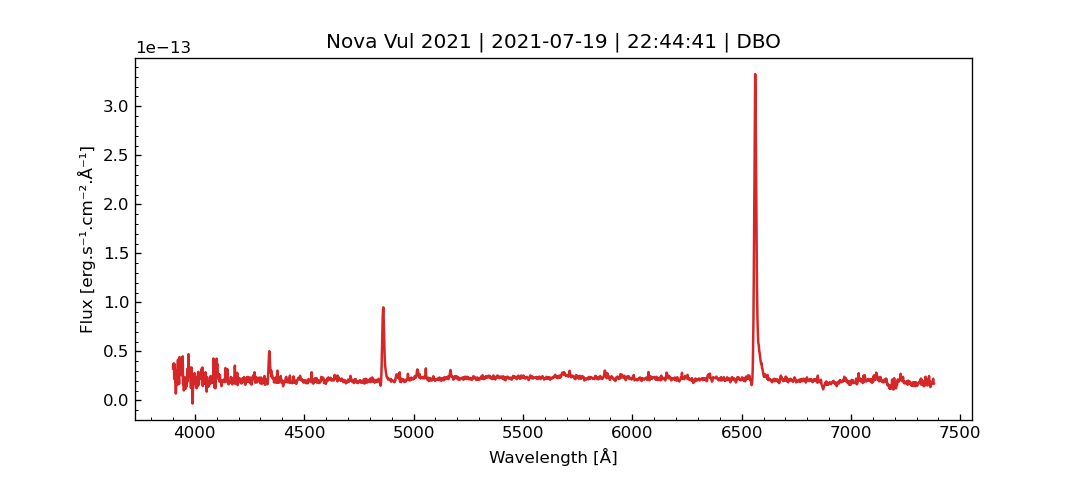 Nova Vul 2021 | 2021-07-19 | 22:44:41 | DBO
1e−13
3.0
2.5
2.0
1.5
1.0
0.5
0.0
Flux [erg.s⁻¹.cm⁻².Å⁻¹]
4000 4500 5000 5500 6000 6500 7000 7500
Wavelength [Å]